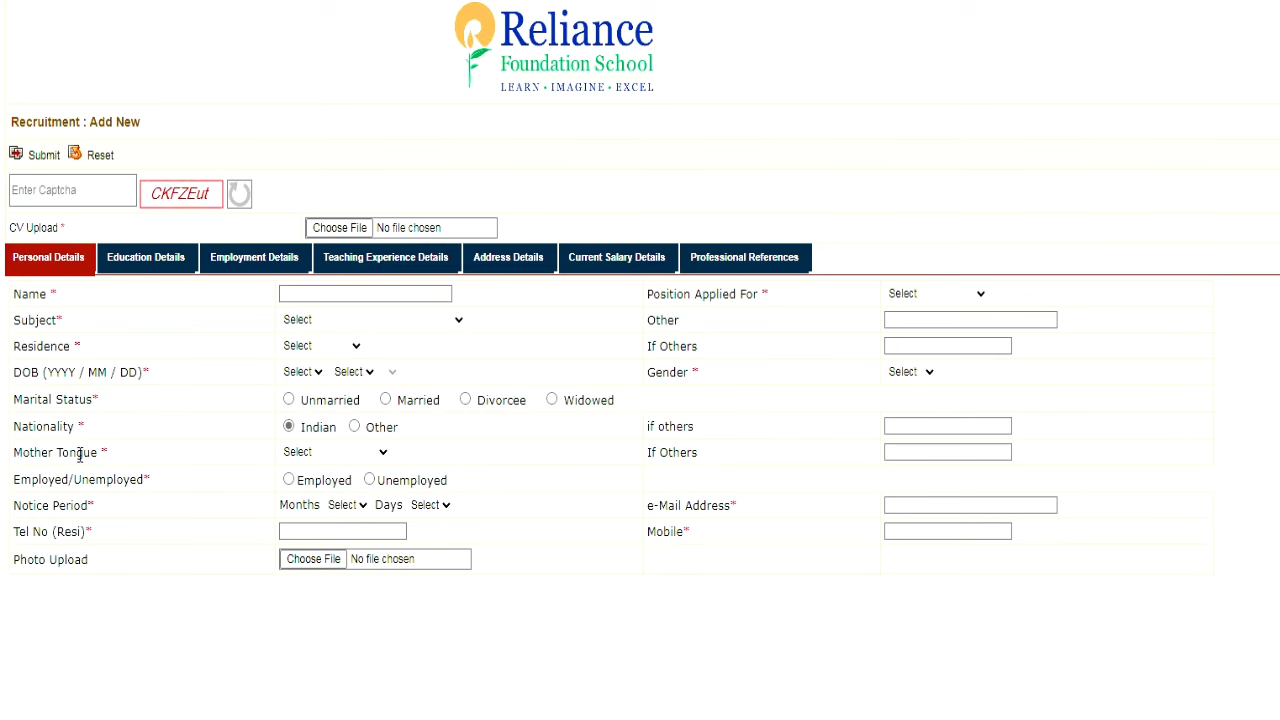 Reliance
Foundation School
LEARN • IMAGINE • EXCEL
Recruitment : Add New
Submit Reset
Enter Captcha CKFZEut
CV Upload * Choose File No file chosen
Personal Details Education Details Employment Details Teaching Experience Details Address Details Current Salary Details Professional References
Name * Position Applied For * Select
Subject* Select Other
Residence * Select If Others
DOB (YYYY / MM / DD)* Select Select Gender * Select
Marital Status* Unmarried Married Divorcee Widowed
Nationality * Indian Other if others
Mother Tongue * Select If Others
Employed/Unemployed* Employed Unemployed
Notice Period* Months Select Days Select e-Mail Address*
Tel No (Resi)* Mobile*
Photo Upload Choose File No file chosen